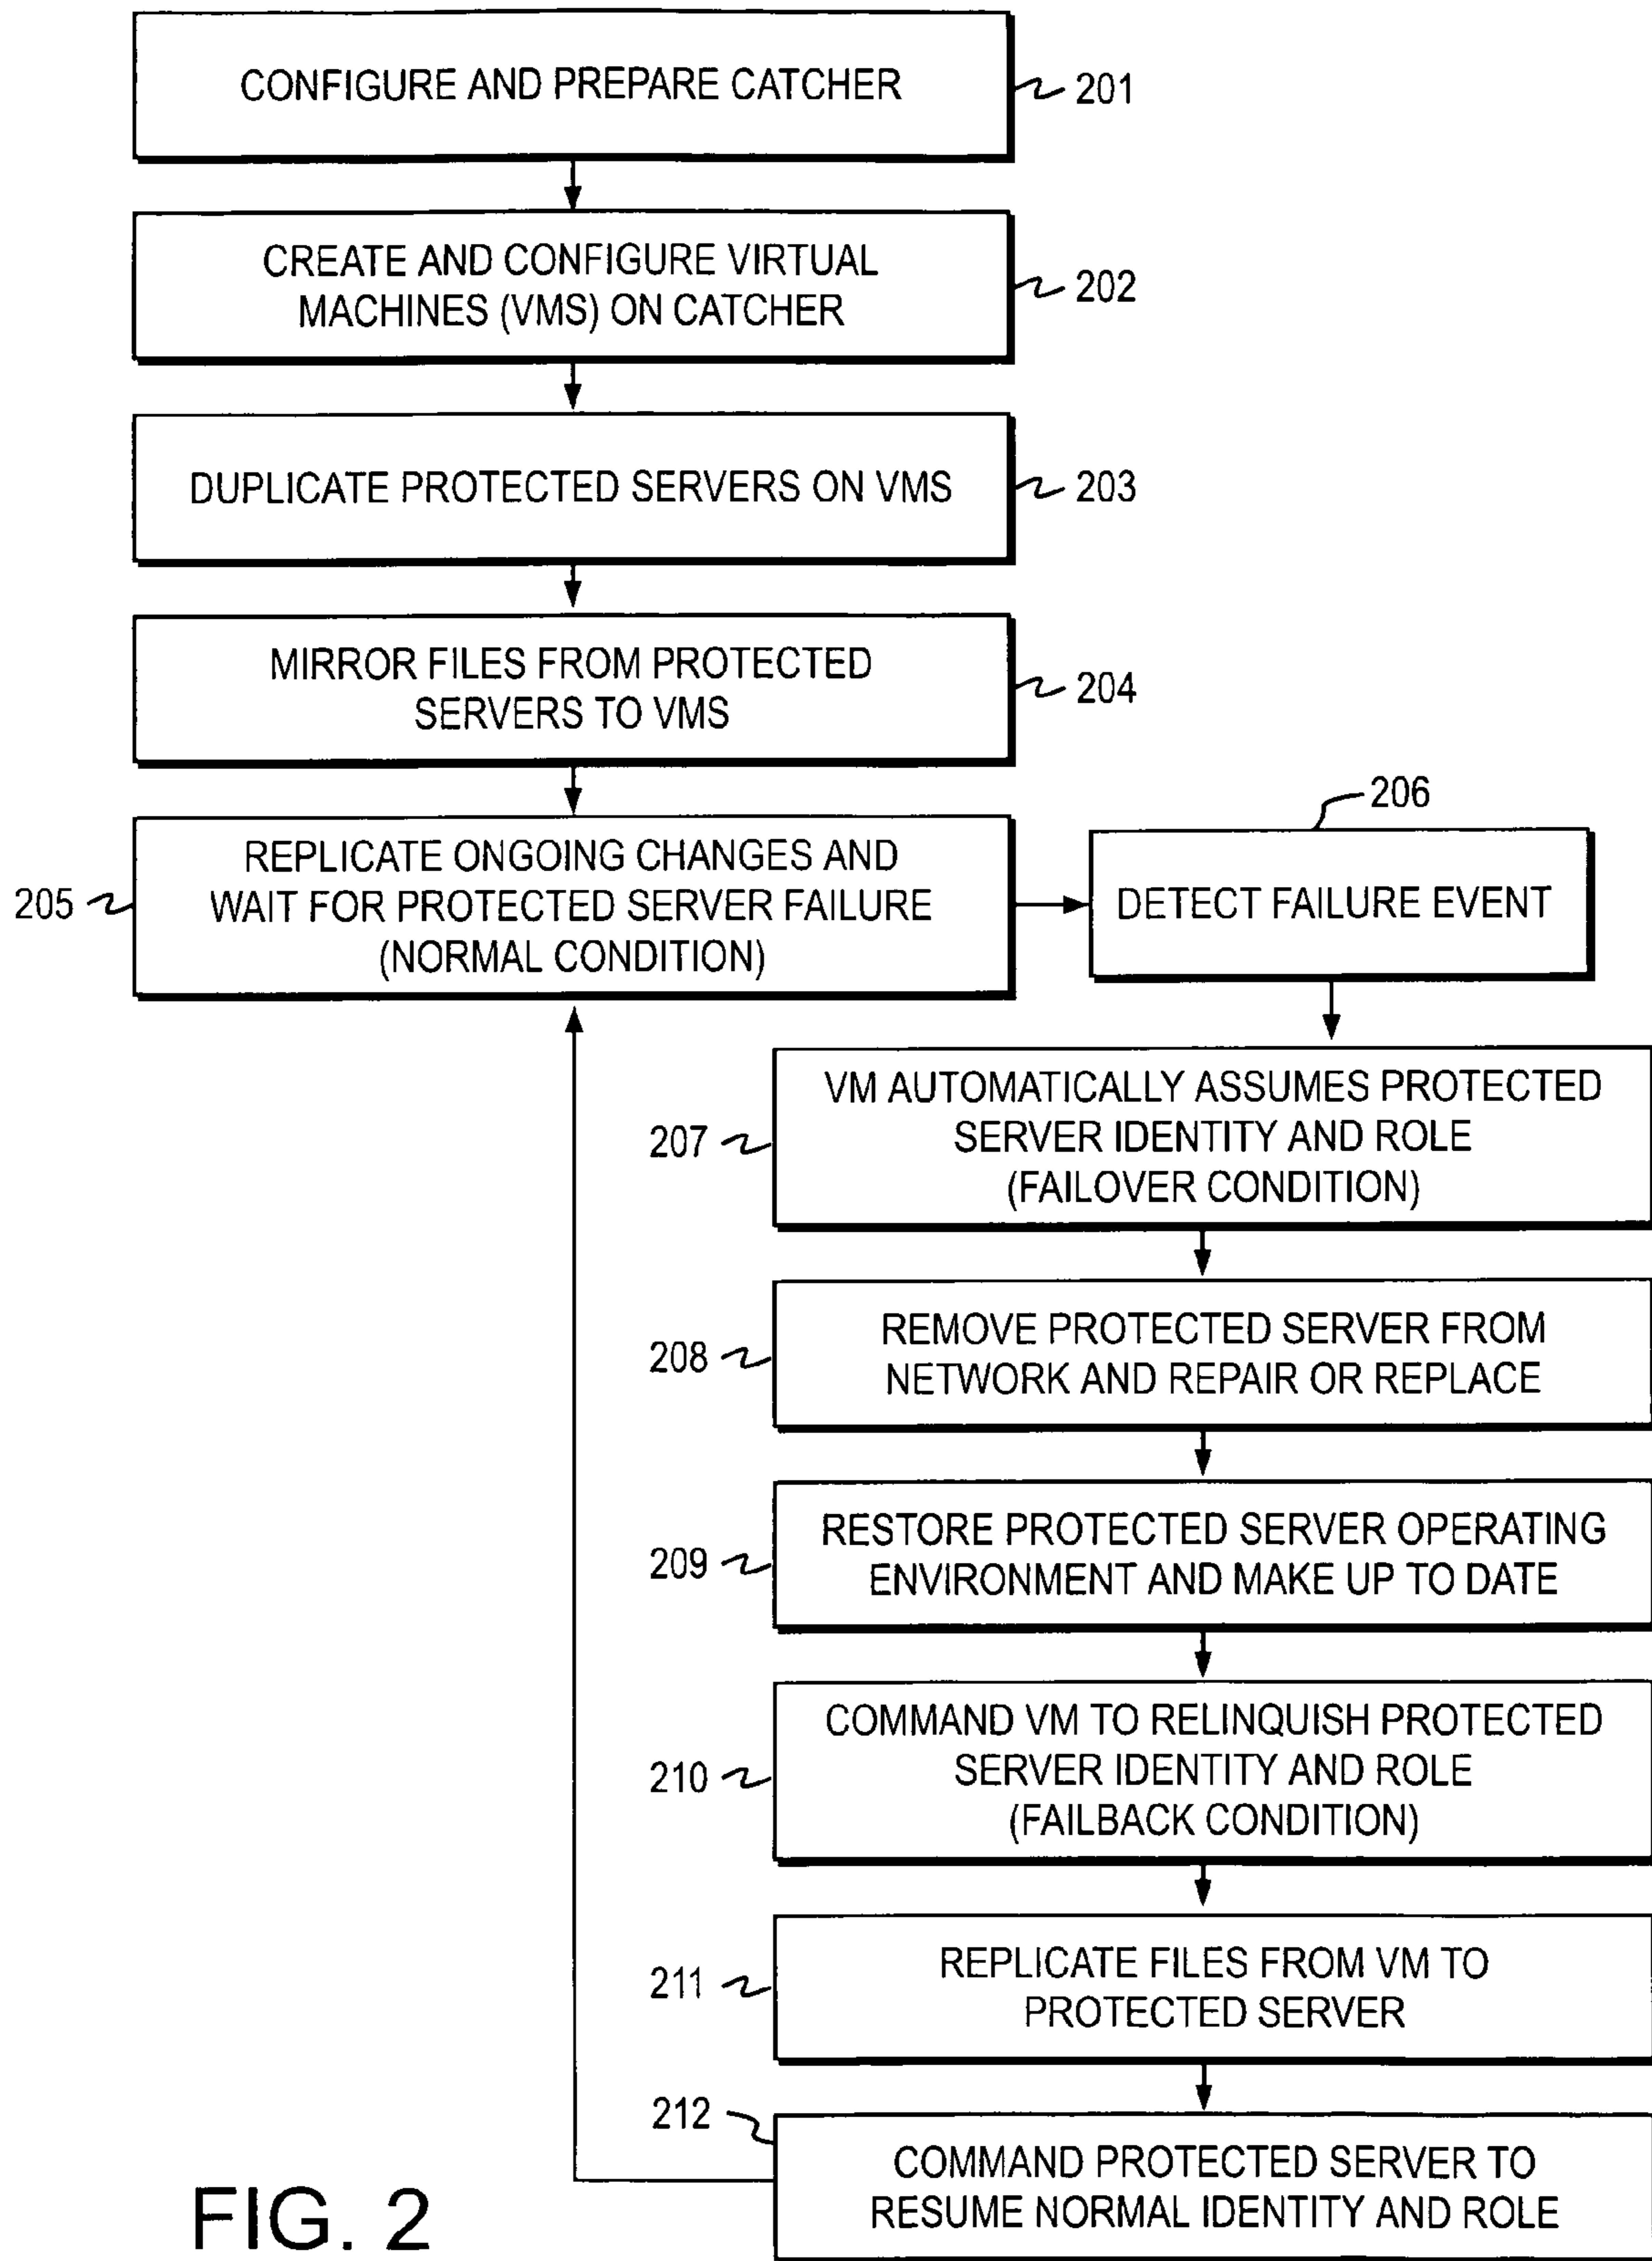 CONFIGURE AND PREPARE CATCHER
201
CREATE AND CONFIGURE VIRTUAL
MACHINES (VMS) ON CATCHER
202
DUPLICATE PROTECTED SERVERS ON VMS
203
MIRROR FILES FROM PROTECTED
SERVERS TO VMS
204
205
REPLICATE ONGOING CHANGES AND
WAIT FOR PROTECTED SERVER FAILURE
(NORMAL CONDITION)
206
DETECT FAILURE EVENT
207
VM AUTOMATICALLY ASSUMES PROTECTED
SERVER IDENTITY AND ROLE
(FAILOVER CONDITION)
208
REMOVE PROTECTED SERVER FROM
NETWORK AND REPAIR OR REPLACE
209
RESTORE PROTECTED SERVER OPERATING
ENVIRONMENT AND MAKE UP TO DATE
210
COMMAND VM TO RELINQUISH PROTECTED
SERVER IDENTITY AND ROLE
(FAILBACK CONDITION)
211
REPLICATE FILES FROM VM TO
PROTECTED SERVER
212
COMMAND PROTECTED SERVER TO
RESUME NORMAL IDENTITY AND ROLE
FIG. 2